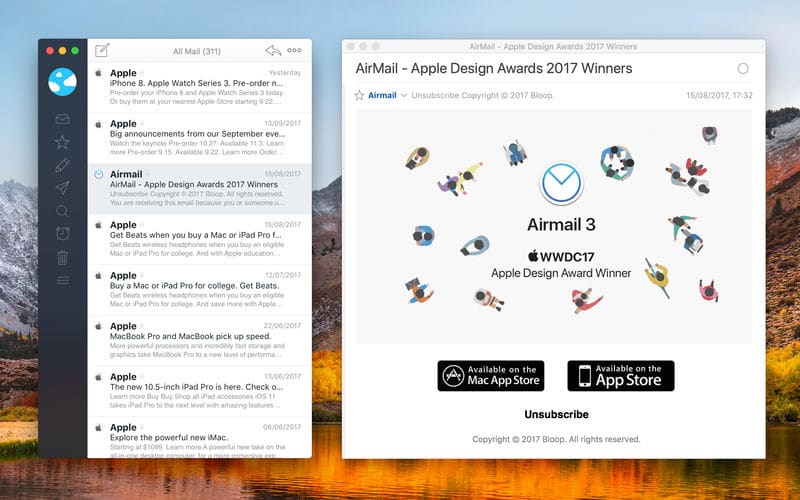 All Mail (311)
Apple
Yesterday
iPhone 8. Apple Watch Series 3. Pre-order n...
Pre-order your iPhone 8 and Apple Watch Series 3 today.
Or buy them at your nearest Apple Store starting 9.22....
Apple
13/09/2017
Big announcements from our September eve...
Watch the keynote Pre-order 10.27. Available 11.3. Learn
more Pre-order 9.15. Available 9.22. Learn more Order...
Airmail
15/08/2017
AirMail - Apple Design Awards 2017 Winners
Unsubscribe Copyright © 2017 Bloop. All rights reserved.
You are receiving this email because you or someone u...
Apple
15/08/2017
Get Beats when you buy a Mac or iPad Pro f...
Get Beats wireless headphones when you buy an eligible
Mac or iPad Pro for college. And with Apple education...
Apple
12/07/2017
Buy a Mac or iPad Pro for college. Get Beats.
Get Beats wireless headphones when you buy an eligible
Mac or iPad Pro for college. And save more with Apple...
Apple
22/06/2017
MacBook Pro and MacBook pick up speed.
More powerful processors and incredibly fast storage and
graphics take MacBook Pro to a new level of performa...
Apple
13/06/2017
The new 10.5-inch iPad Pro is here. Check o...
Learn more Buy Buy Shop all iPad accessories iOS 11
takes iPad Pro to the next level with amazing features...
Apple
06/06/2017
Explore the powerful new iMac.
Starting at $1099. Learn more A powerful new take on the
all-in-one desktop computer, for a more immersive exp...
AirMail - Apple Design Awards 2017 Winners
AirMail - Apple Design Awards 2017 Winners
Airmail
Unsubscribe Copyright © 2017 Bloop.
15/08/2017, 17:32
Airmail 3
WWDC17
Apple Design Award Winner
Available on the
Mac App Store
Available on the
App Store
Unsubscribe
Copyright © 2017 Bloop. All rights reserved.